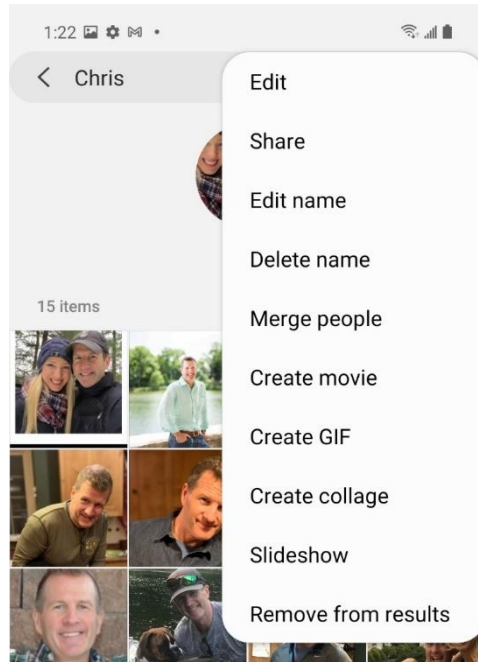 1:22
Chris
Edit
Share
Edit name
Delete name
15 items
Merge people
Create movie
Create GIF
Create collage
Slideshow
Remove from results